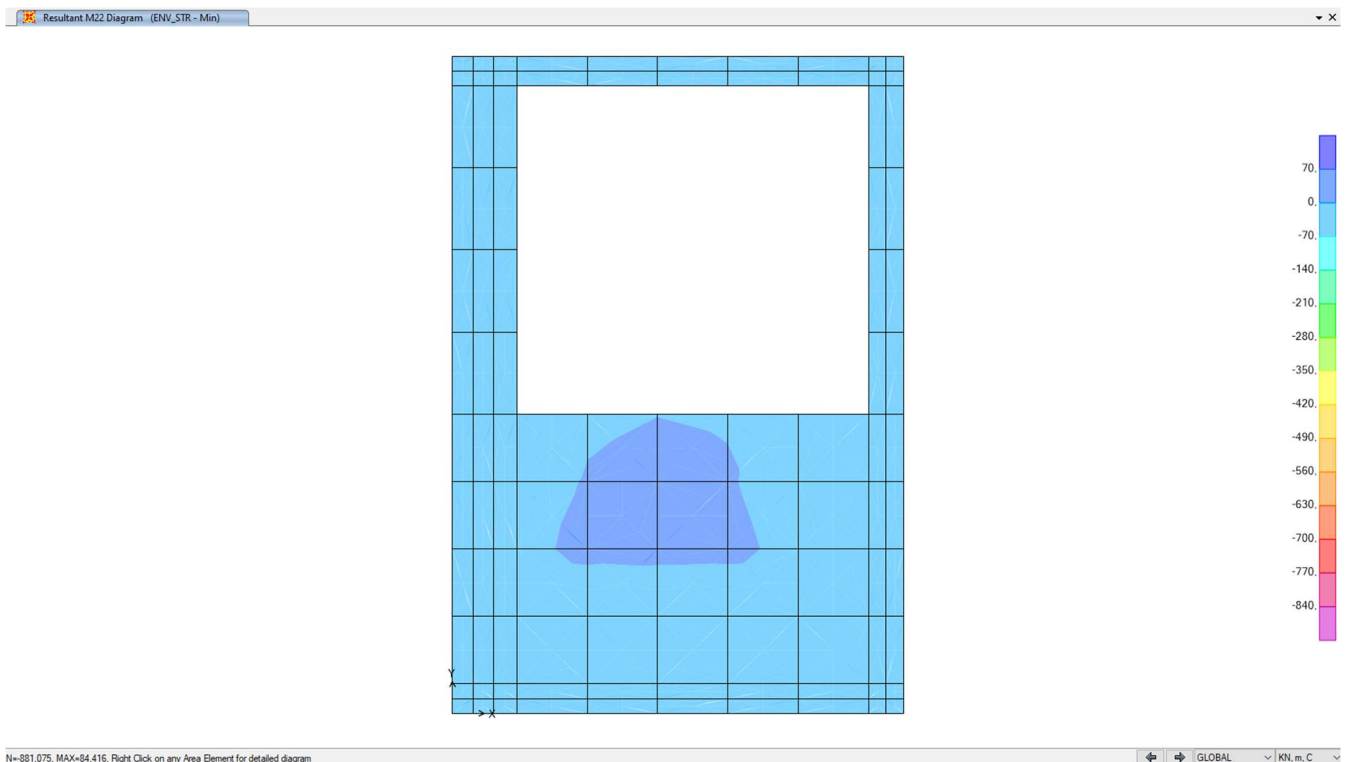 Resultant M22 Diagram (ENV_STR - Min)
70.
0.
-70.
-140.
-210.
-280.
-350.
-420.
-490.
-560.
-630.
-700.
-770.
-840.
Y
X
N=-881.075, MAX=84.416, Right Click on any Area Element for detailed diagram
GLOBAL
KN, m, C